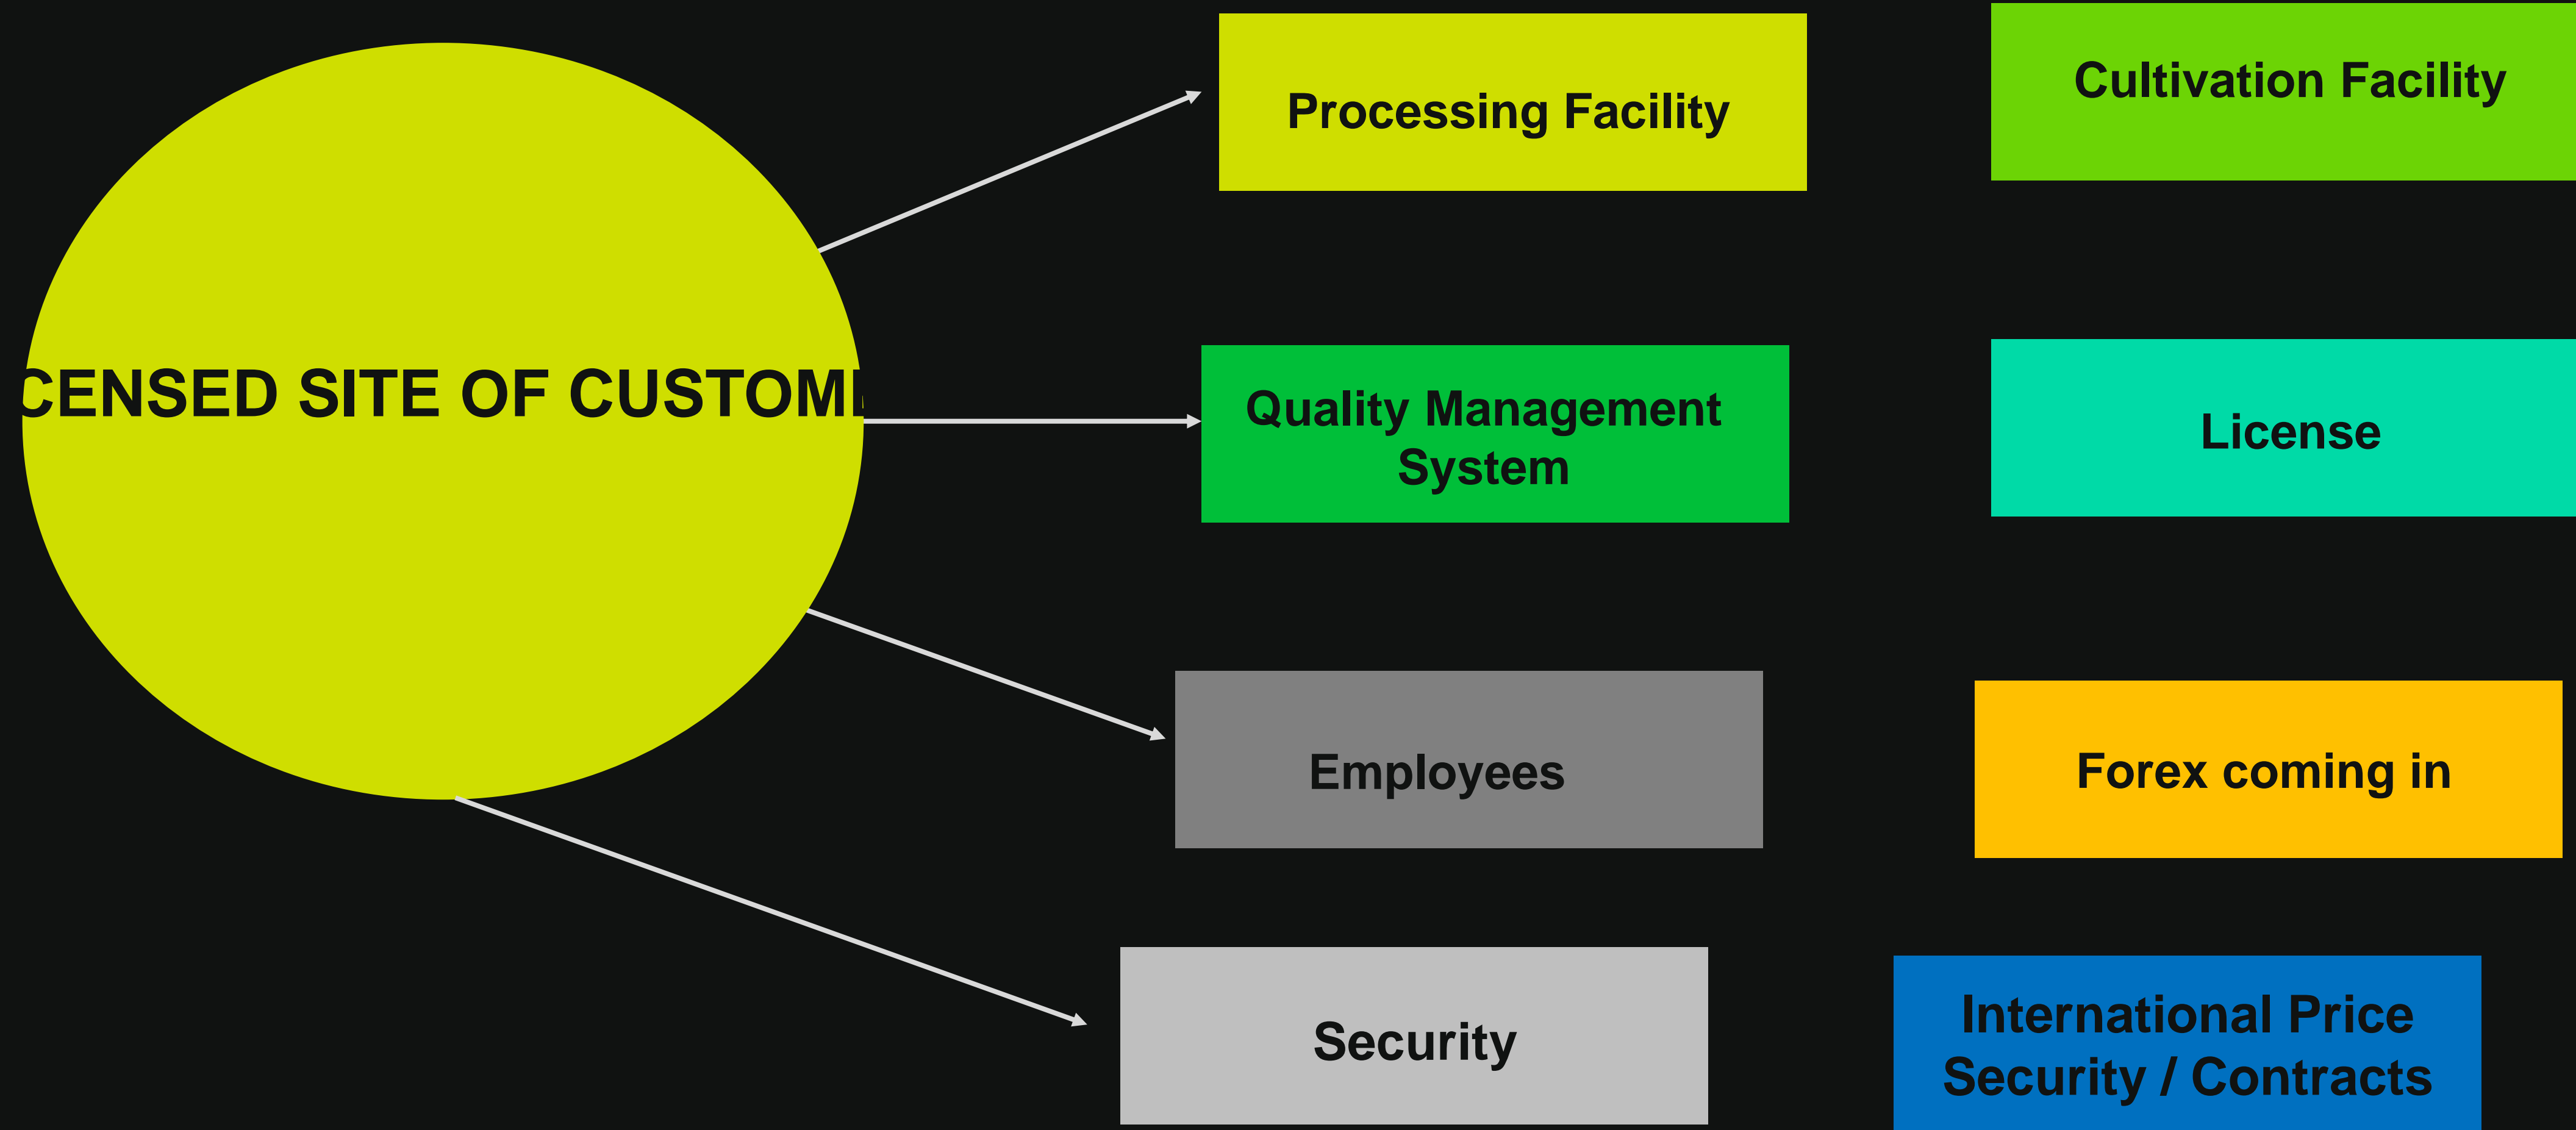 Processing Facility
Cultivation Facility
CENSED SITE OF CUSTOM
Quality Management
System
License
Employees
Forex coming in
Security
International Price
Security / Contracts